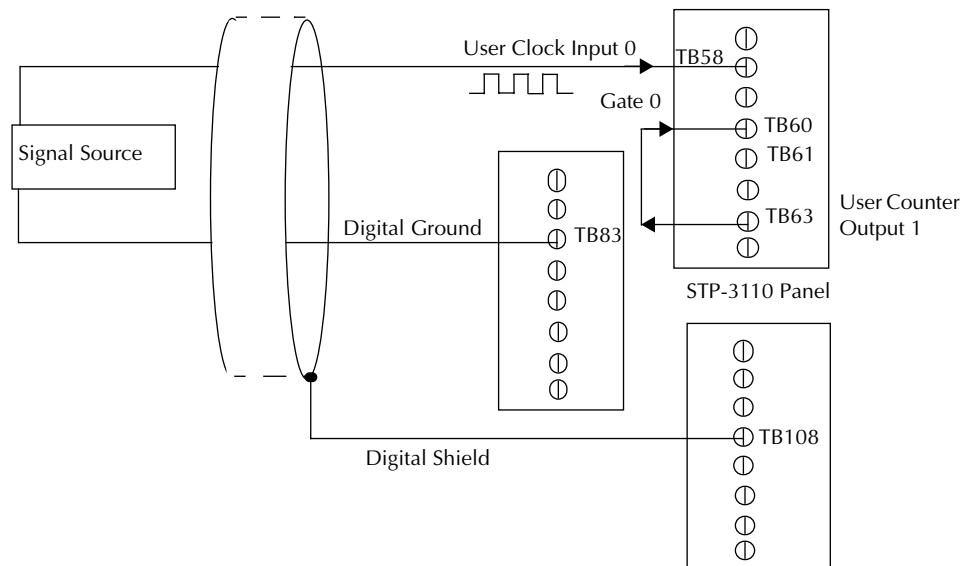 User Clock Input 0
TB58
Gate 0
TB60
Signal Source
TB61
TB63
User Counter
Output 1
Digital Ground
TB83
STP-3110 Panel
TB108
Digital Shield